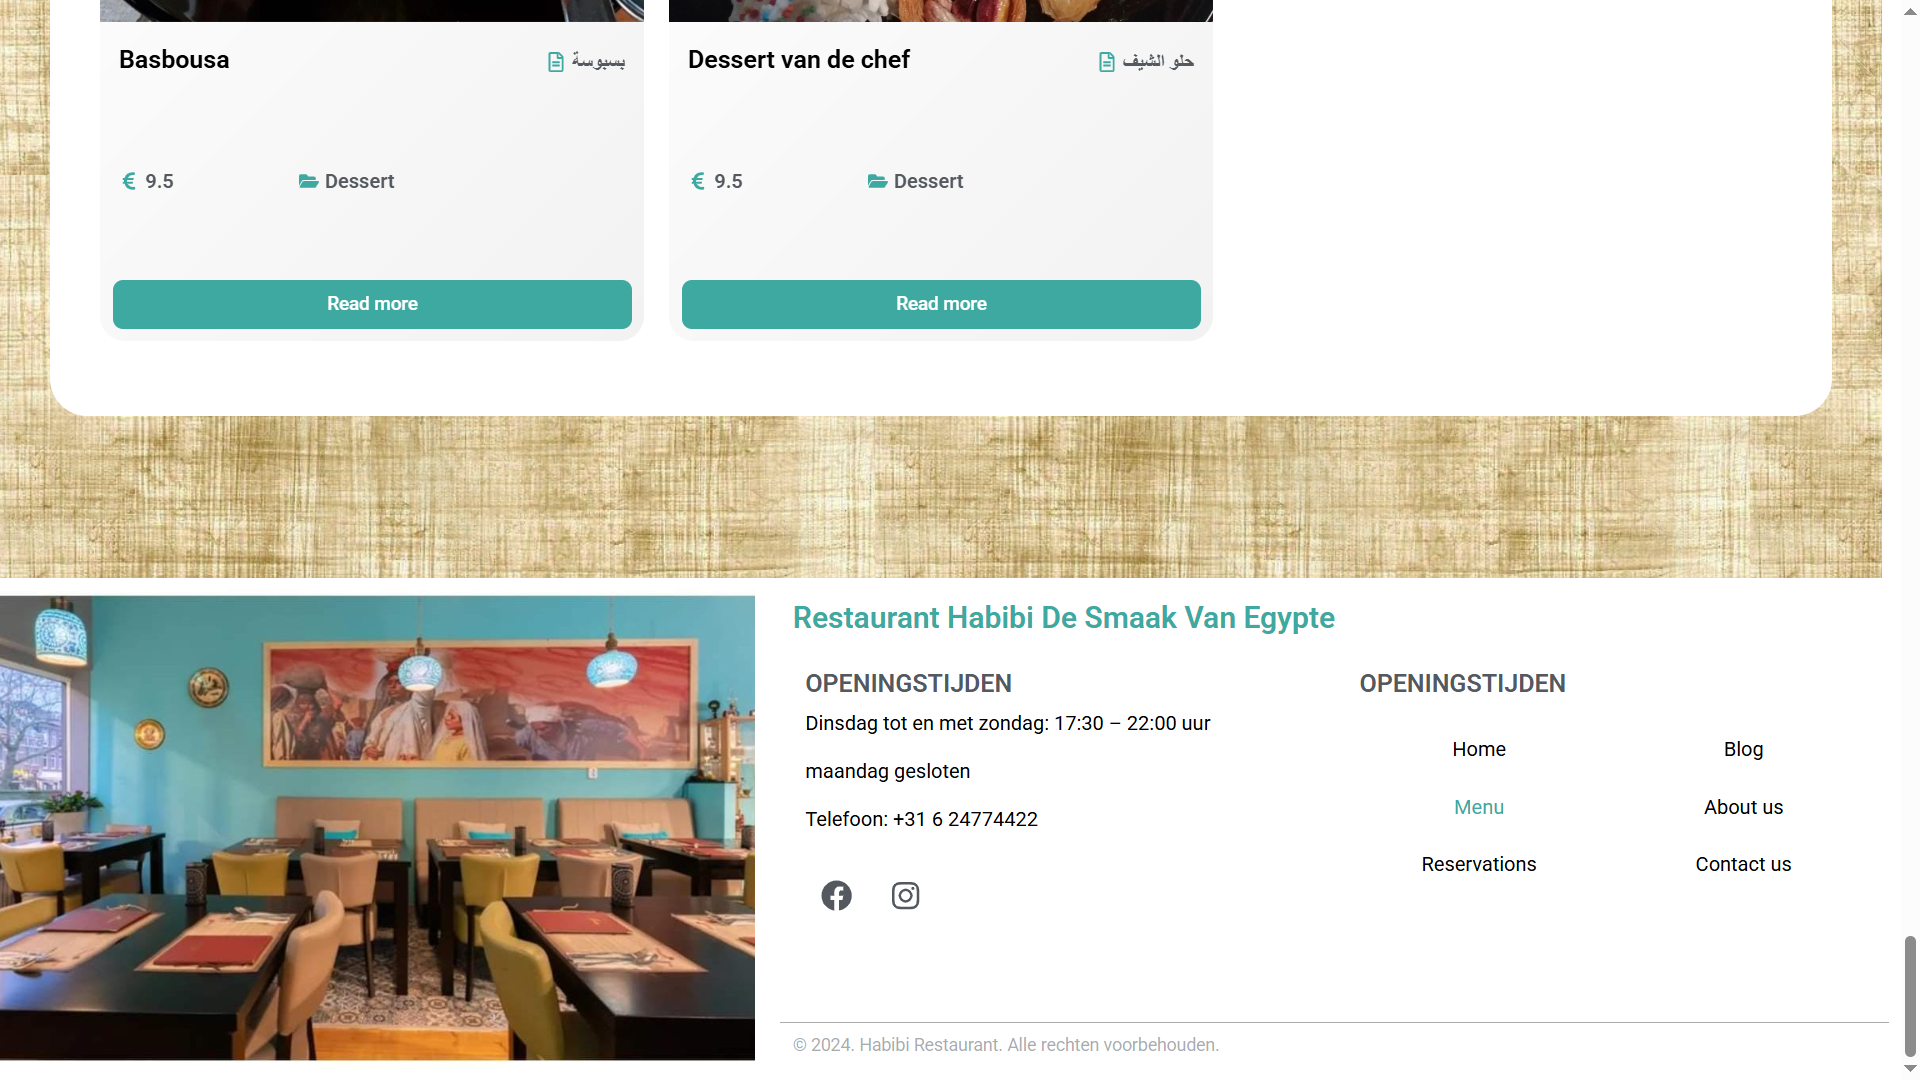 Basbousa
بسبوسة
Dessert van de chef
حلو الشيف
9.5
Dessert
9.5
Dessert
Read more
Read more
Restaurant Habibi De Smaak Van Egypte
OPENINGSTIJDEN
Dinsdag tot en met zondag: 17:30 – 22:00 uur
maandag gesloten
Telefoon: +31 6 24774422
OPENINGSTIJDEN
Home
Blog
Menu
About us
Reservations
Contact us
© 2024. Habibi Restaurant. Alle rechten voorbehouden.